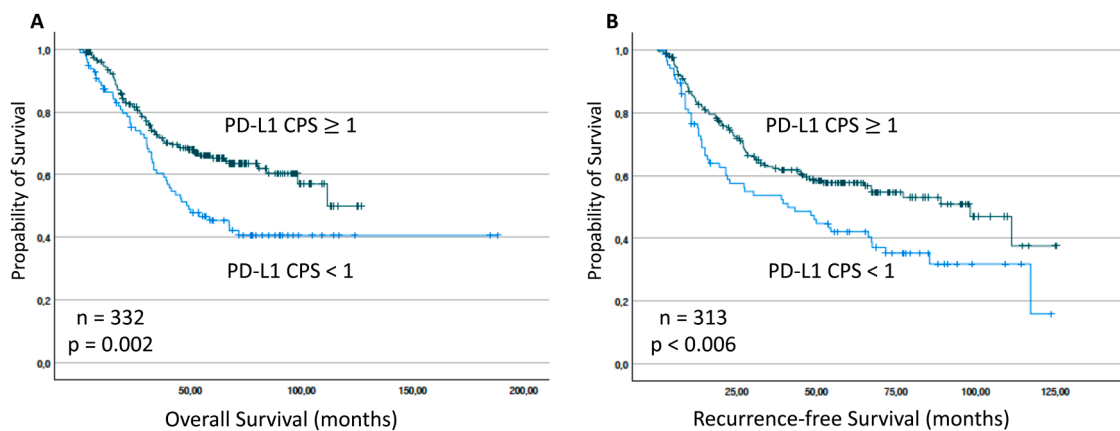 A
Propability of Survival
1,0
0,8
0,6
0,4
0,2
0,0
PD-L1 CPS ≥ 1
PD-L1 CPS < 1
n = 332
p = 0.002
50,00
100,00
150,00
200,00
Overall Survival (months)
B
Propability of Survival
1,0
0,8
0,6
0,4
0,2
0,0
PD-L1 CPS ≥ 1
PD-L1 CPS < 1
n = 313
p < 0.006
25,00
50,00
75,00
100,00
125,00
Recurrence-free Survival (months)